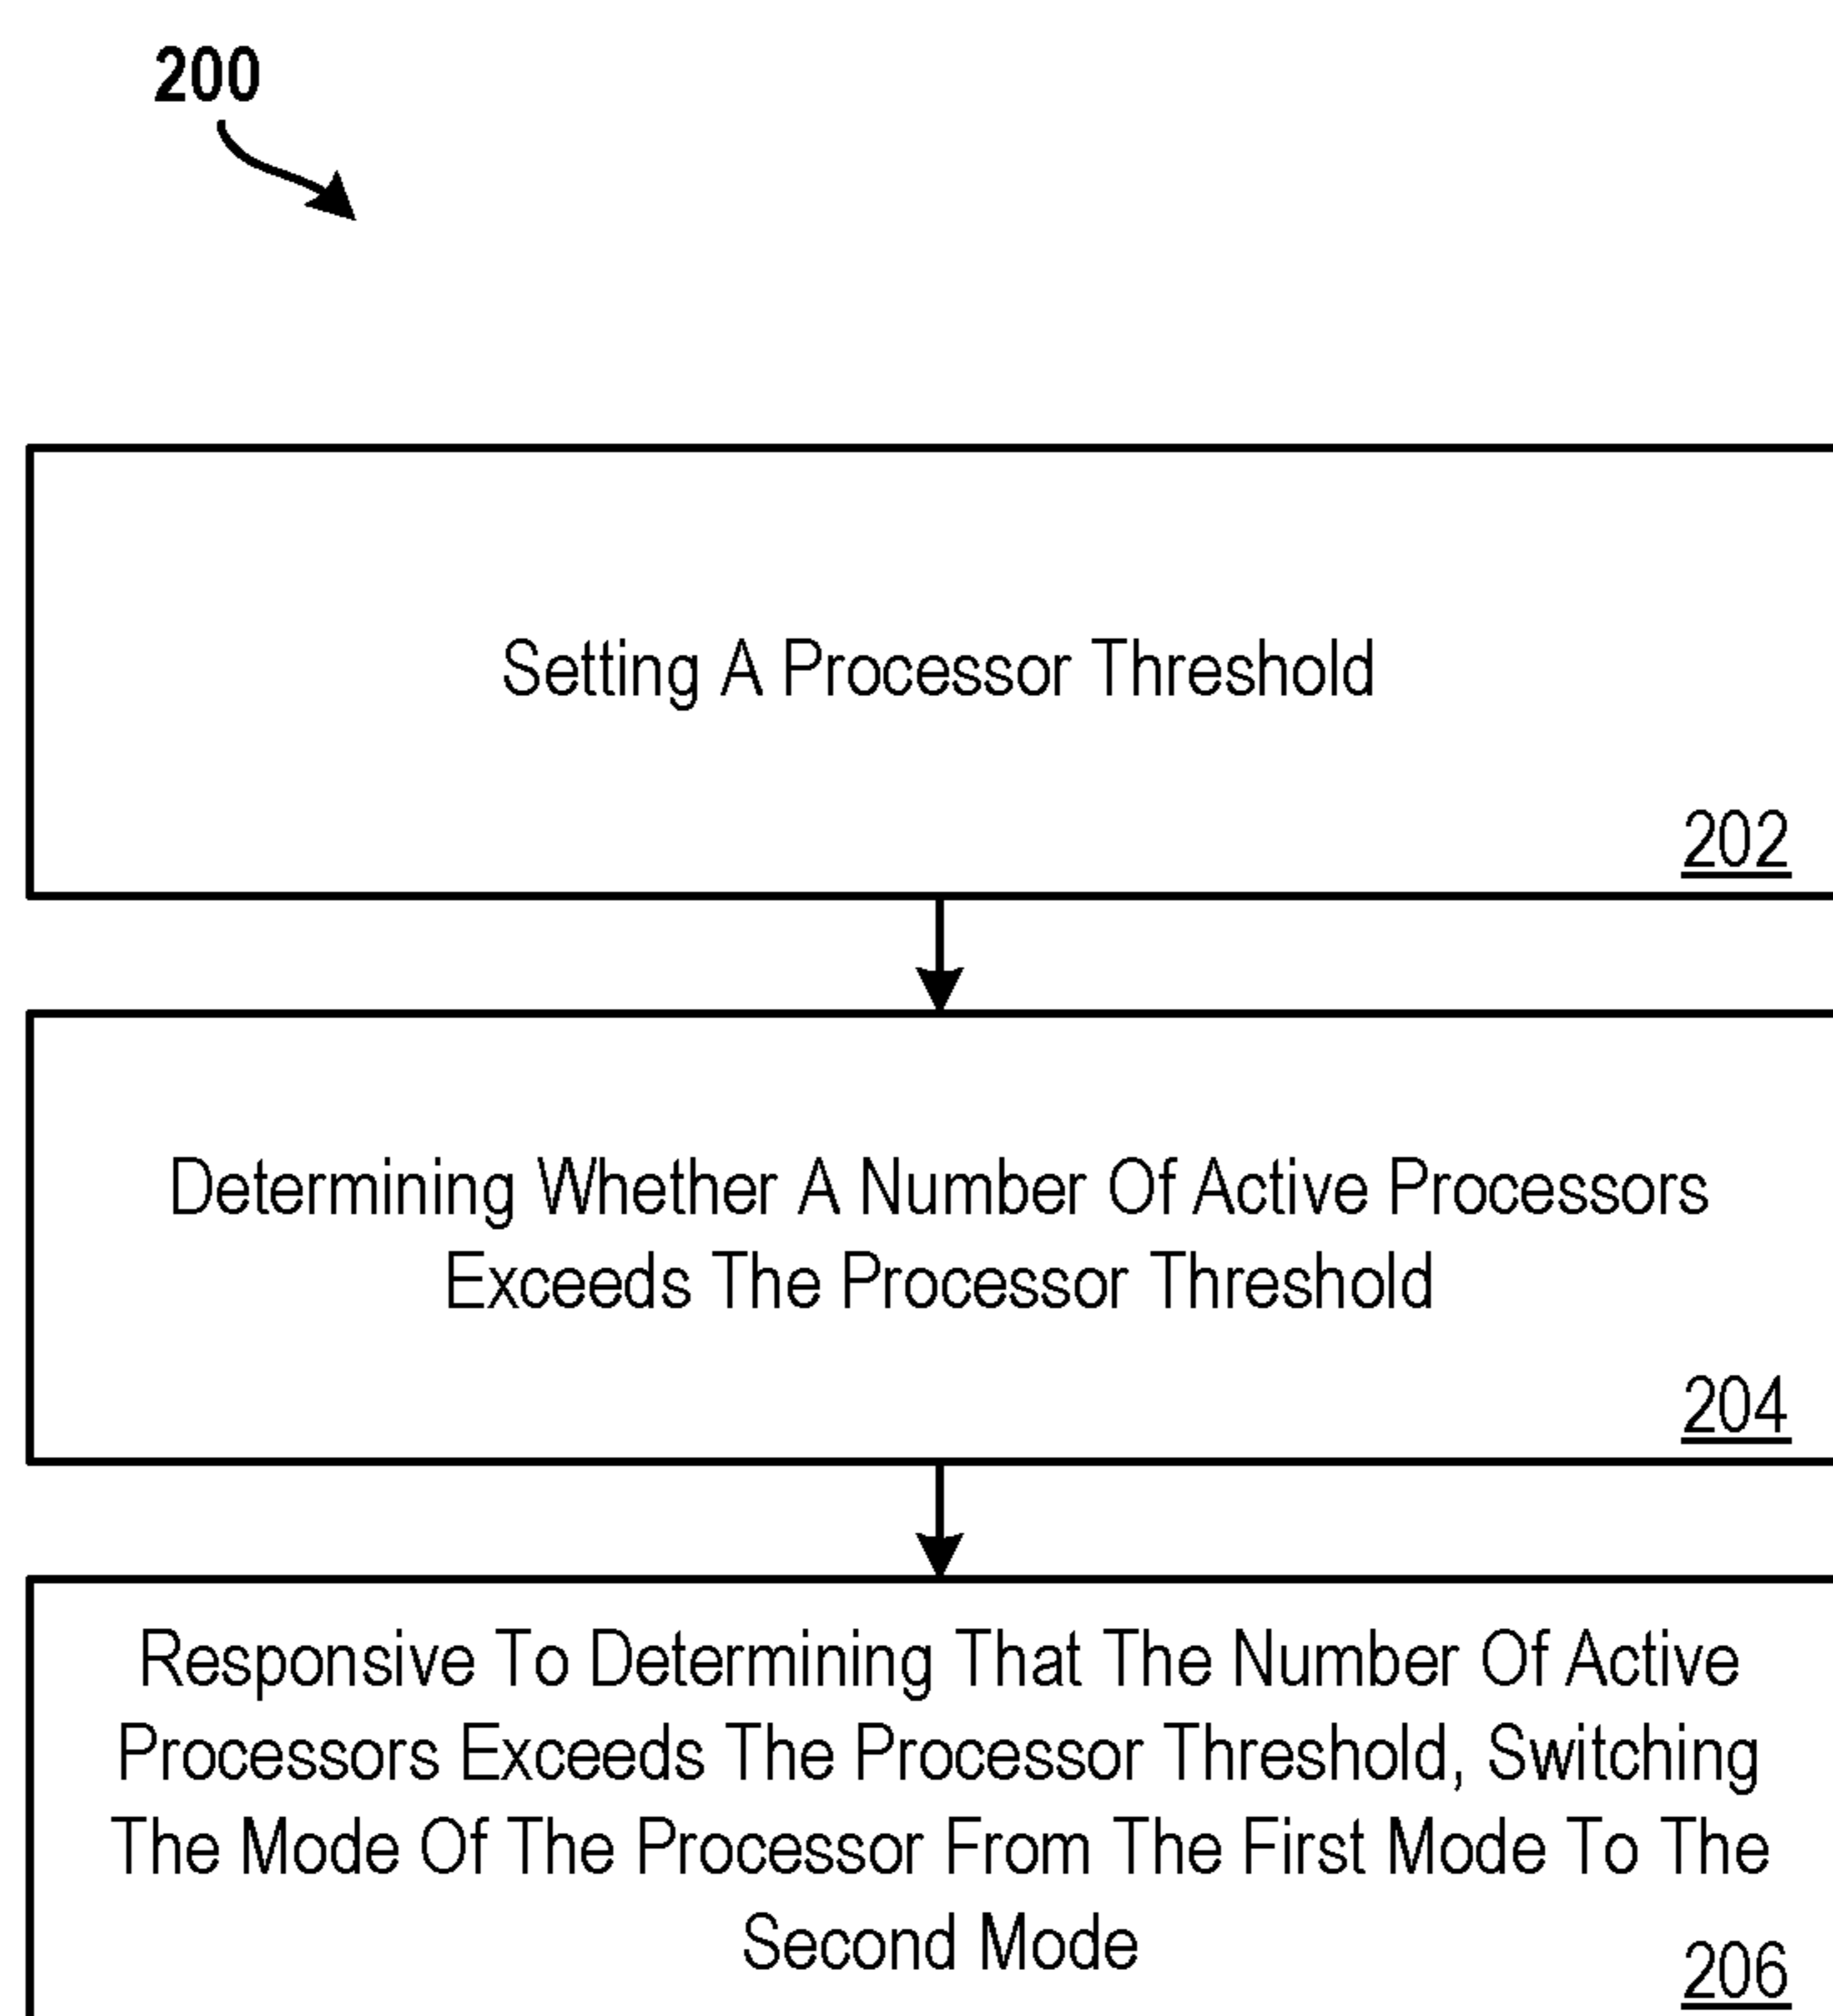 200
Setting A Processor Threshold
202
Determining Whether A Number Of Active Processors
Exceeds The Processor Threshold
204
Responsive To Determining That The Number Of Active
Processors Exceeds The Processor Threshold, Switching
The Mode Of The Processor From The First Mode To The
Second Mode
206